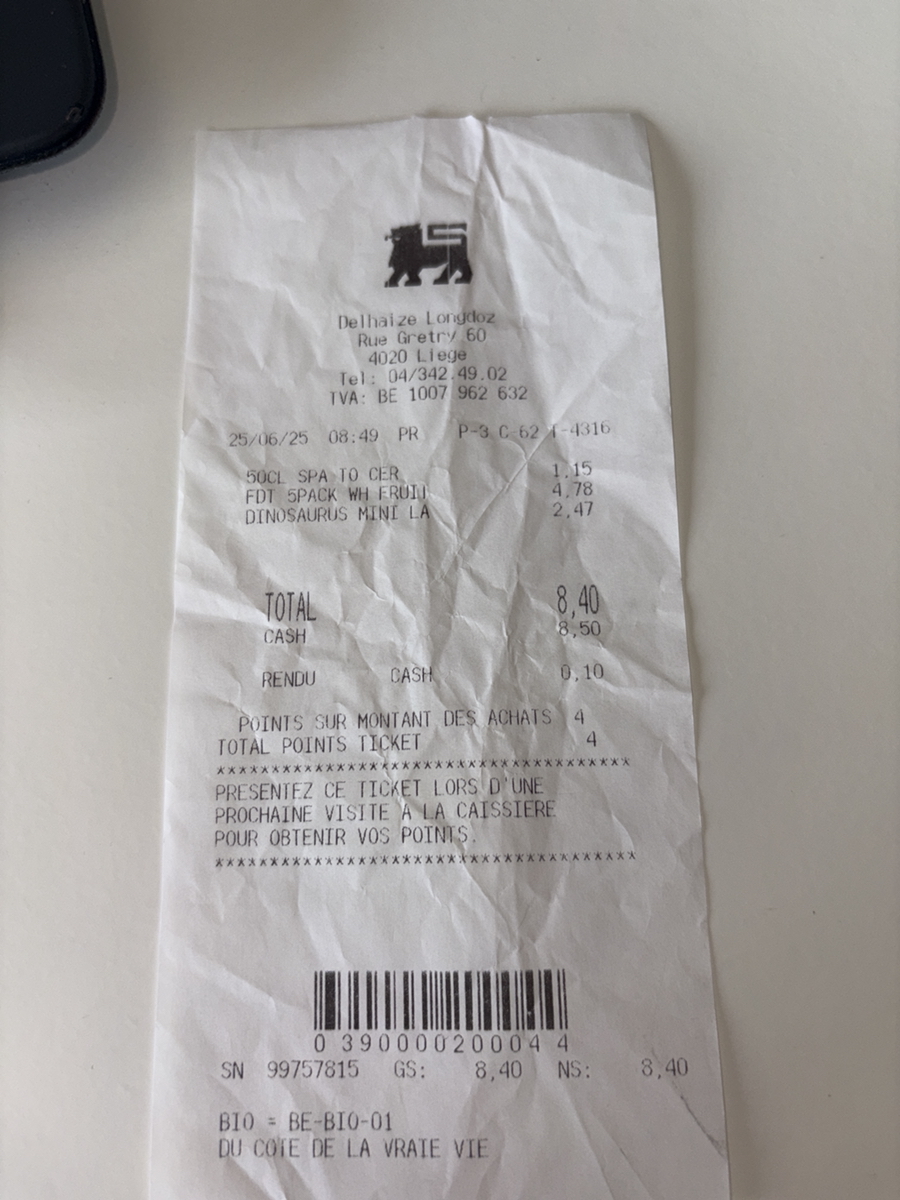 Delhaize Longdoz
Rue Gretry 60
4020 Liege
Tel: 04/342.49.02
TVA: BE 1007 962 632
25/06/25 08:49 PR P-3 C-62 T-4316
50CL SPA TO CER 1,15
FDT 5PACK WH FRUIT 4,78
DINOSAURUS MINI LA 2,47
TOTAL 8,40
CASH 8,50
RENDU CASH 0,10
POINTS SUR MONTANT DES ACHATS 4
TOTAL POINTS TICKET 4
**************************************
PRESENTEZ CE TICKET LORS D'UNE
PROCHAINE VISITE A LA CAISSIERE
POUR OBTENIR VOS POINTS.
**************************************
0 390000200044
SN 99757815 GS: 8,40 NS: 8,40
BIO = BE-BIO-01
DU COTE DE LA VRAIE VIE